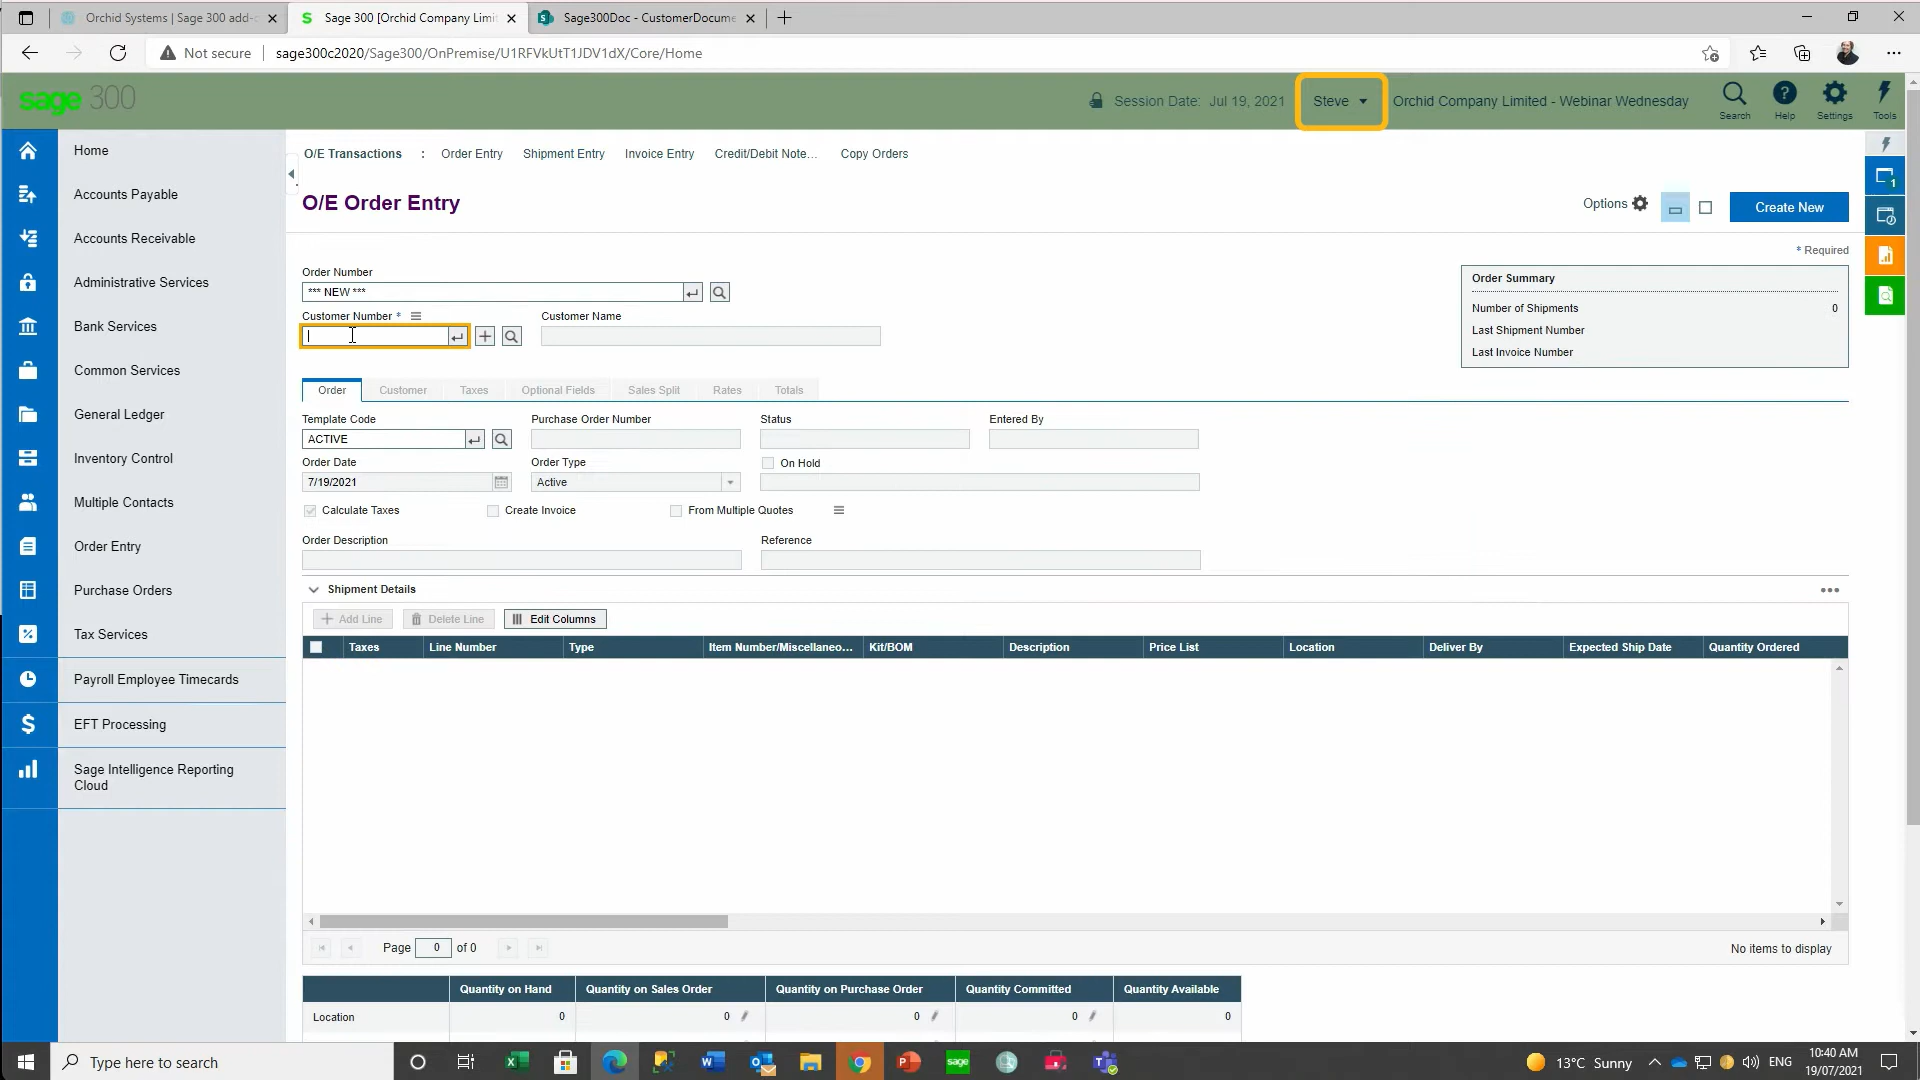 Orchid Systems | Sage 300 add-o
Sage 300 [Orchid Company Limi
Sage300Doc - CustomerDocume
Not secure
sage300c2020/Sage300/OnPremise/U1RFVkUtT1JDV1dX/Core/Home
sage 300
Session Date: Jul 19, 2021
Steve
Orchid Company Limited - Webinar Wednesday
Search
Help
Settings
Tools
Home
Accounts Payable
Accounts Receivable
Administrative Services
Bank Services
Common Services
General Ledger
Inventory Control
Multiple Contacts
Order Entry
Purchase Orders
Tax Services
Payroll Employee Timecards
EFT Processing
Sage Intelligence Reporting
Cloud
O/E Transactions : Order Entry Shipment Entry Invoice Entry Credit/Debit Note... Copy Orders
O/E Order Entry
Options
Create New
1
* Required
Order Number
*** NEW ***
Customer Number *
Customer Name
Order Summary
Number of Shipments 0
Last Shipment Number
Last Invoice Number
Order Customer Taxes Optional Fields Sales Split Rates Totals
Template Code Purchase Order Number Status Entered By
ACTIVE
Order Date Order Type On Hold
7/19/2021 Active
Calculate Taxes Create Invoice From Multiple Quotes
Order Description Reference
Shipment Details
Add Line Delete Line Edit Columns
Taxes Line Number Type Item Number/Miscellaneo... Kit/BOM Description Price List Location Deliver By Expected Ship Date Quantity Ordered
Page 0 of 0
No items to display
Quantity on Hand Quantity on Sales Order Quantity on Purchase Order Quantity Committed Quantity Available
Location 0 0 0 0 0
Type here to search
sage
13°C Sunny
ENG
10:40 AM
19/07/2021